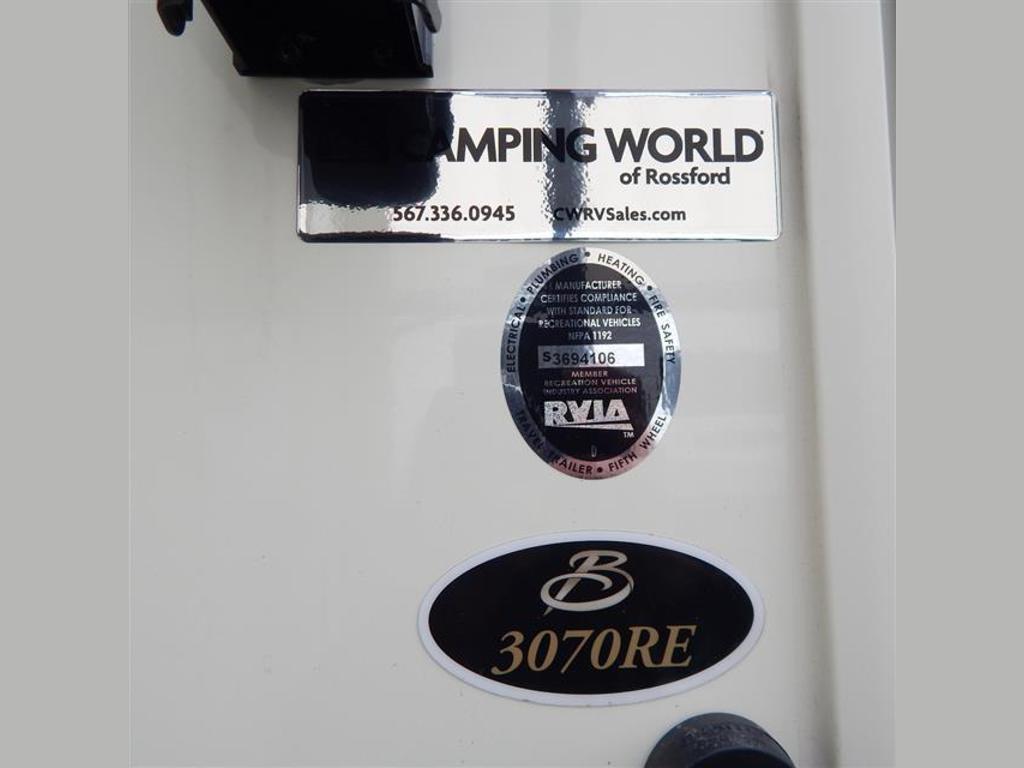 CAMPING WORLD
of Rossford
567.336.0945 CWRVSales.com
ELECTRICAL • PLUMBING • HEATING • FIRE SAFETY
MANUFACTURER
CERTIFIES COMPLIANCE
WITH STANDARD FOR
RECREATIONAL VEHICLES
NFPA 1192
S3694106
MEMBER
RECREATION VEHICLE
INDUSTRY ASSOCIATION
RVIA
TM
D
TRAVEL TRAILER • FIFTH WHEEL
B
3070RE